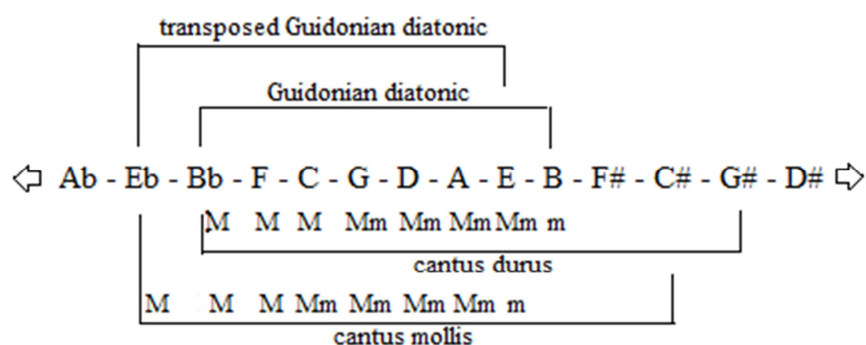 transposed Guidonian diatonic
Guidonian diatonic
Ab - Eb - Bb - F - C - G - D - A - E - B - F# - C# - G# - D#
M M M Mm Mm Mm Mm m
cantus durus
M M M Mm Mm Mm Mm m
cantus mollis